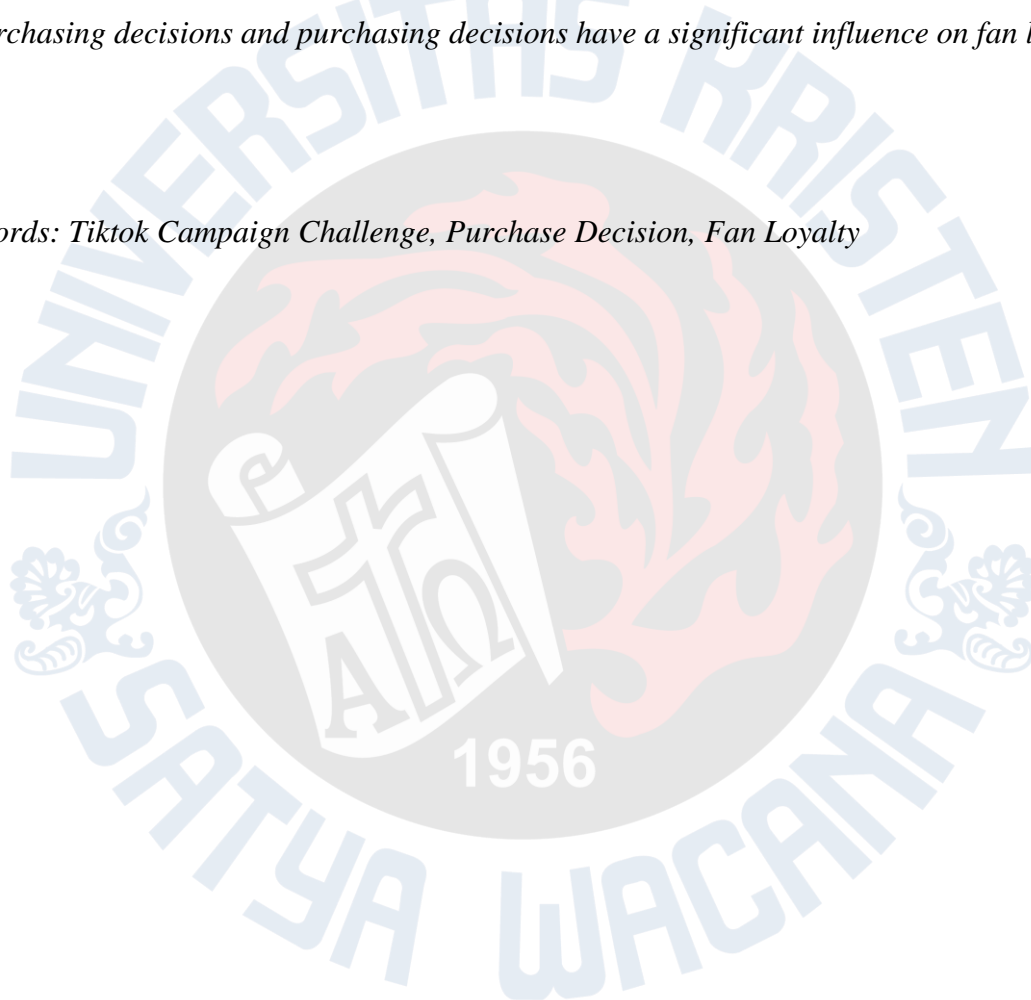 rchasing decisions and purchasing decisions have a significant influence on fan l
ords: Tiktok Campaign Challenge, Purchase Decision, Fan Loyalty
UNIVERSITAS KRISTEN
ΑΩ
1956
SATYA WACANA